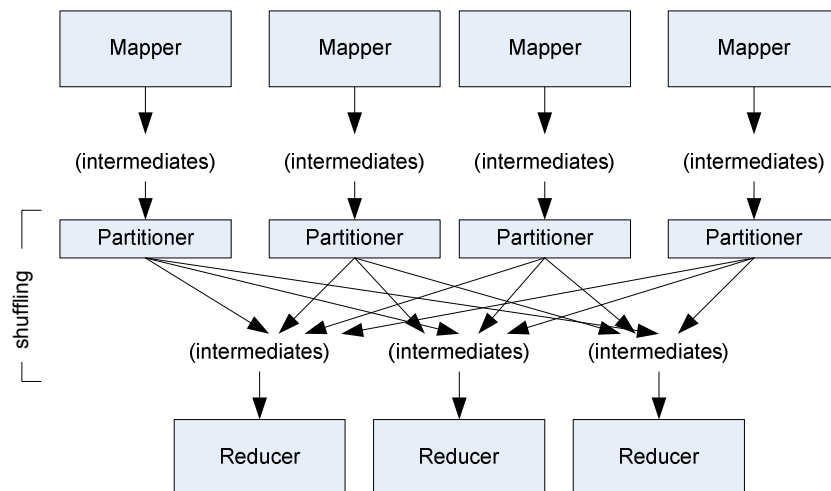 Mapper
Mapper
Mapper
Mapper
(intermediates)
(intermediates)
(intermediates)
(intermediates)
Partitioner
Partitioner
Partitioner
Partitioner
shuffling
(intermediates)
(intermediates)
(intermediates)
Reducer
Reducer
Reducer